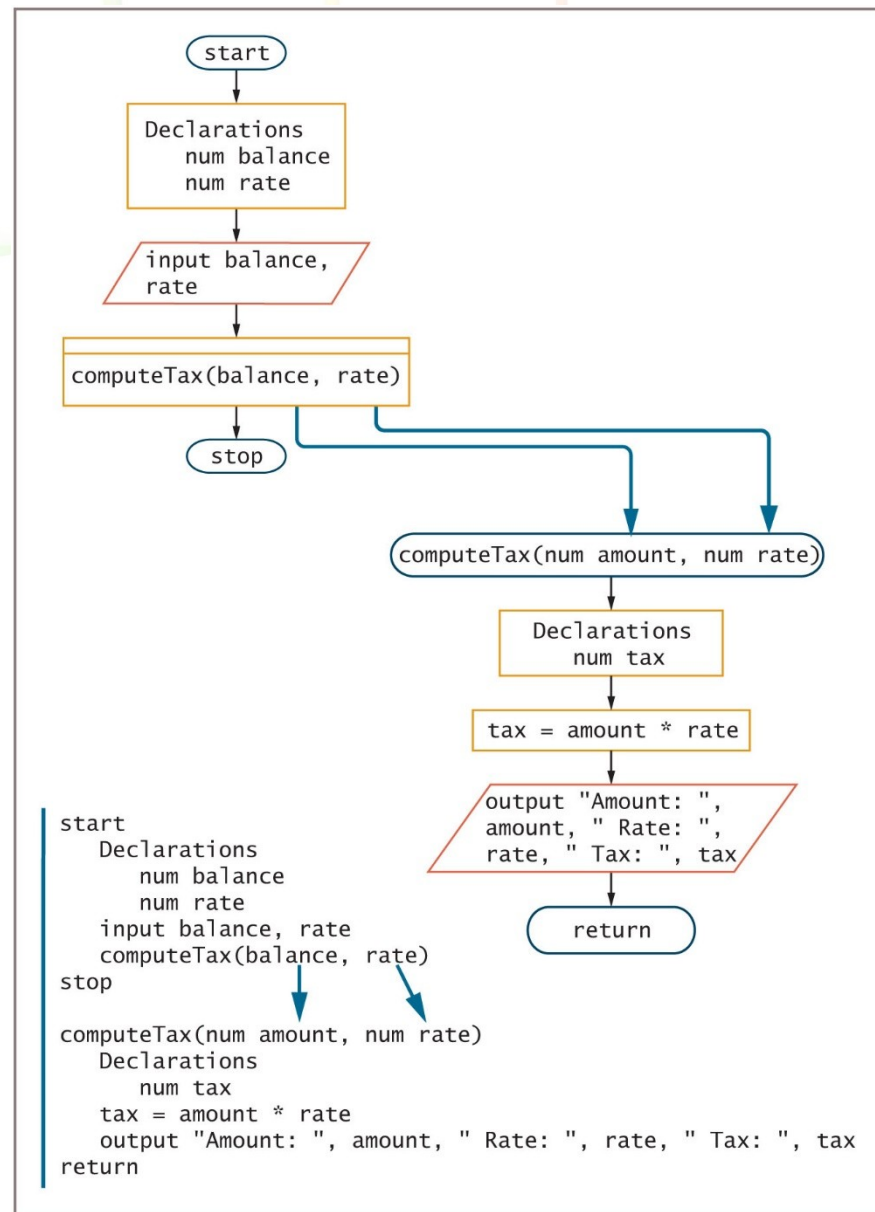 start
Declarations
num balance
num rate
input balance,
rate
computeTax(balance, rate)
stop
computeTax(num amount, num rate)
Declarations
num tax
tax = amount * rate
output "Amount: ",
amount, " Rate: ",
rate, " Tax: ", tax
return
start
Declarations
num balance
num rate
input balance, rate
computeTax(balance, rate)
stop
computeTax(num amount, num rate)
Declarations
num tax
tax = amount * rate
output "Amount: ", amount, " Rate: ", rate, " Tax: ", tax
return